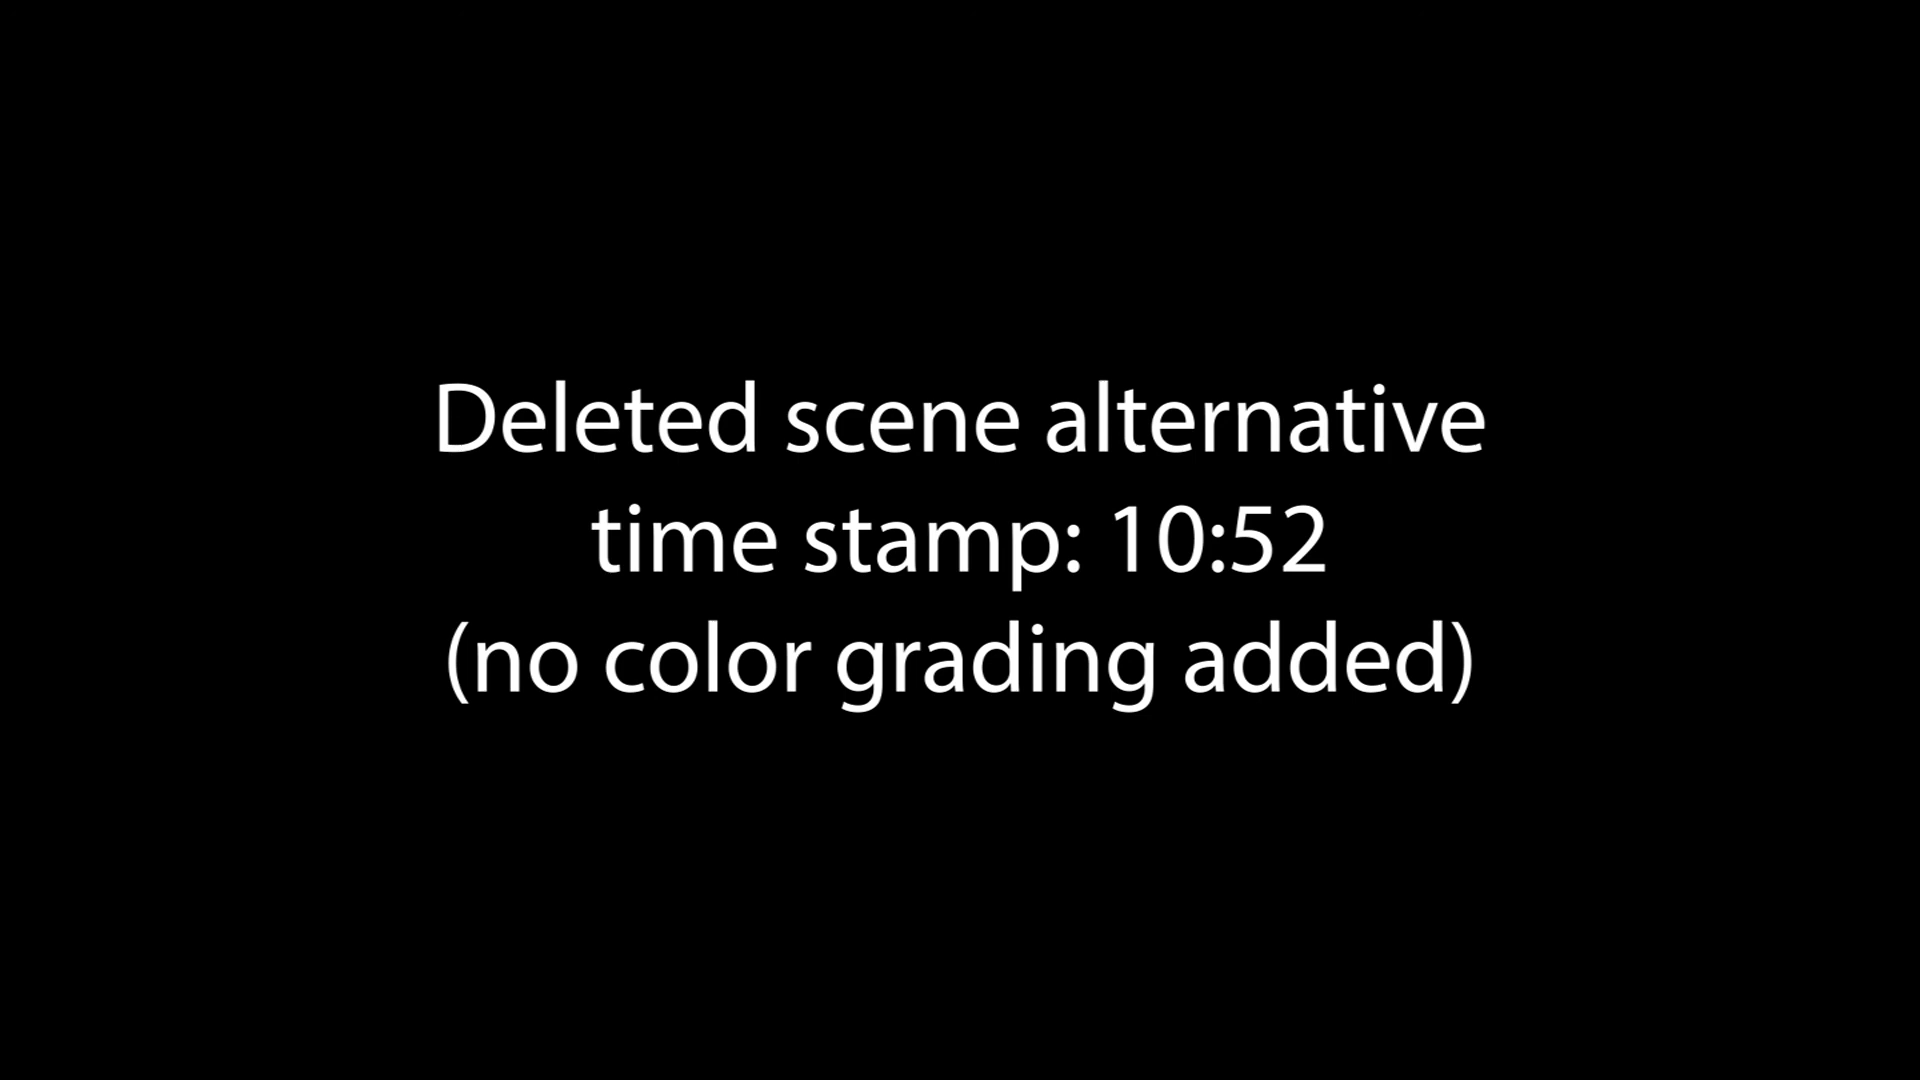 Deleted scene alternative
time stamp: 10:52
(no color grading added)